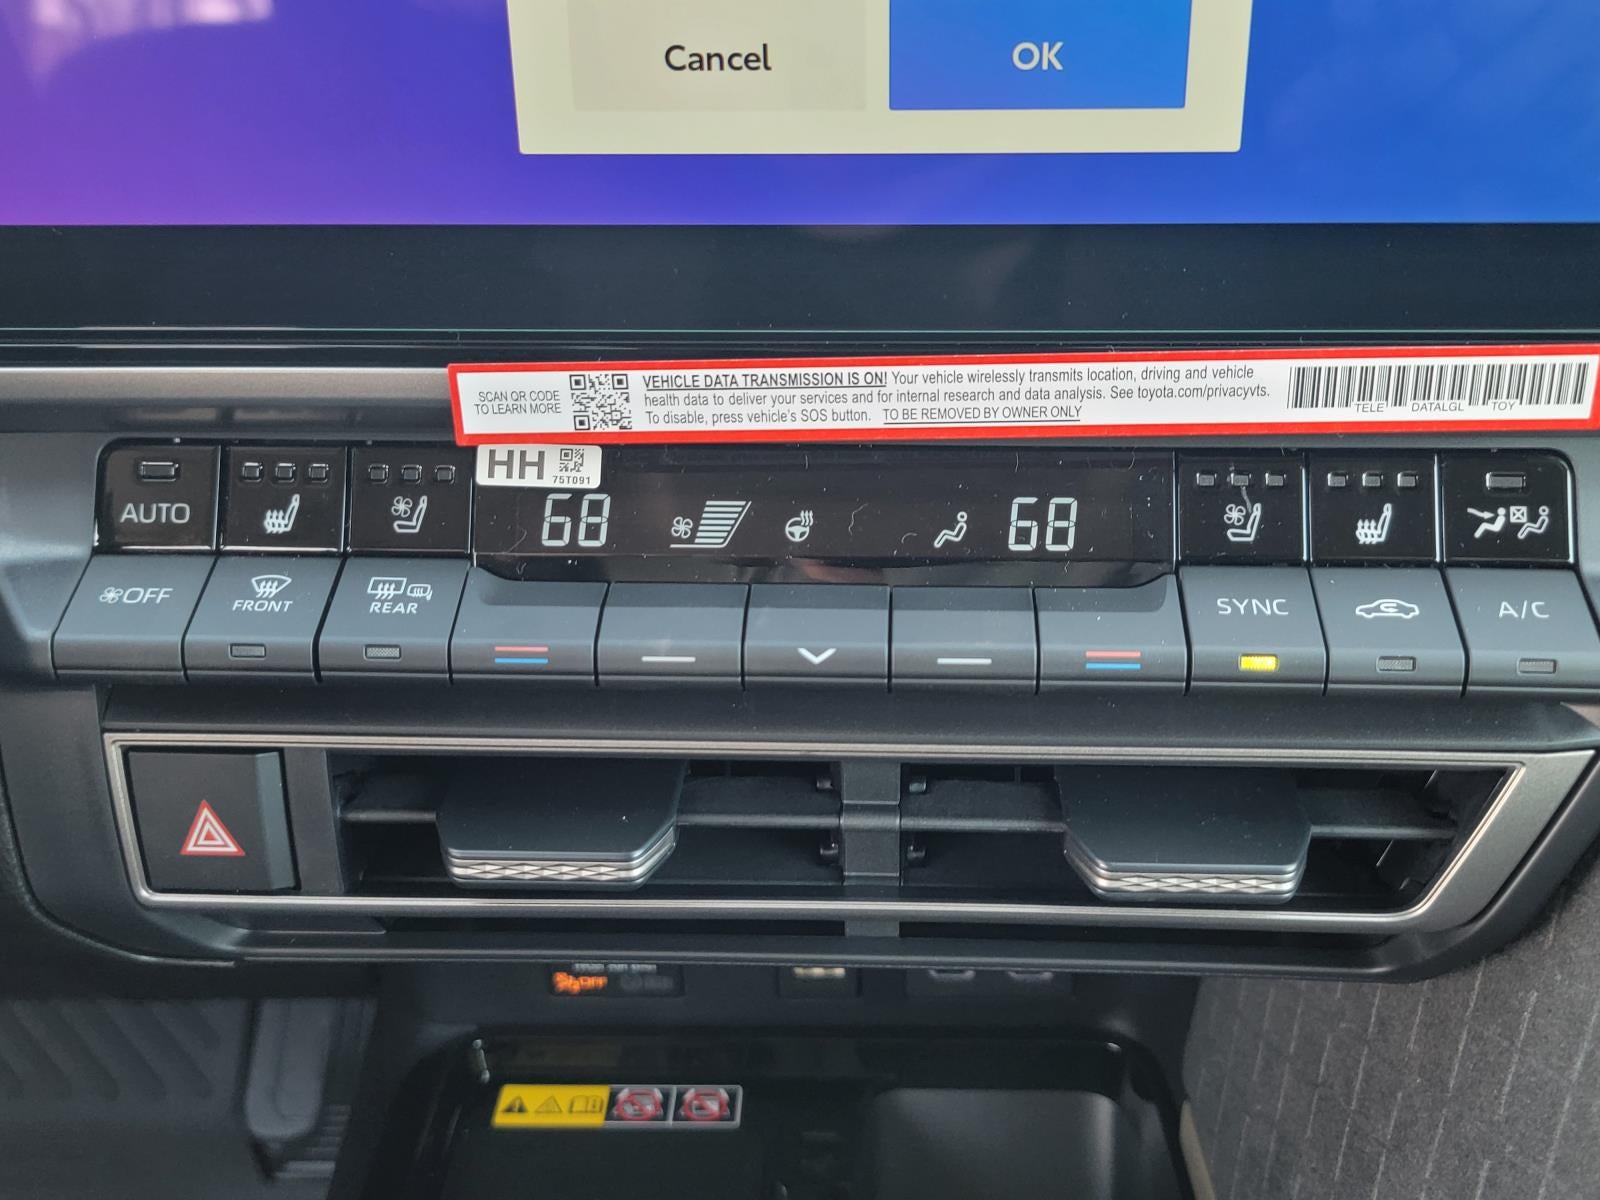 Cancel
OK
SCAN QR CODE
TO LEARN MORE
VEHICLE DATA TRANSMISSION IS ON! Your vehicle wirelessly transmits location, driving and vehicle
health data to deliver your services and for internal research and data analysis. See toyota.com/privacyvts.
To disable, press vehicle's SOS button. TO BE REMOVED BY OWNER ONLY
TELE DATALGL TOY
HH
75T091
AUTO
68
68
OFF
FRONT
REAR
SYNC
A/C
OFF